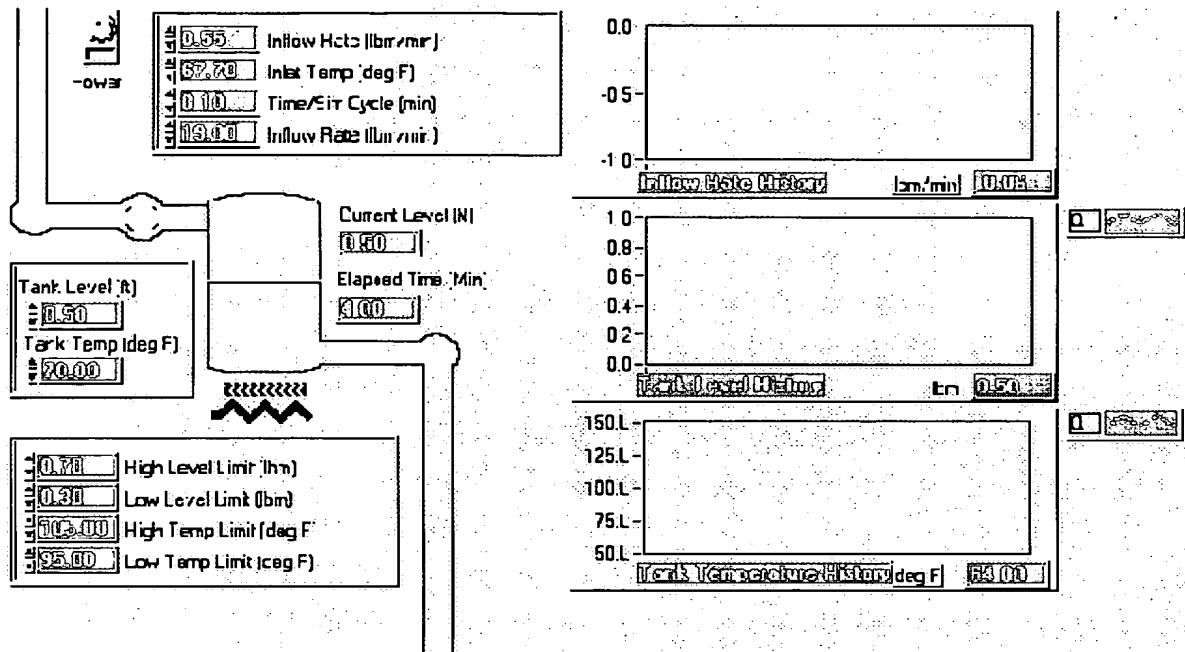 0.55 Inflow Rate (lbm/min)
67.70 Inlet Temp (deg F)
0.10 Time/Sim Cycle (min)
19.00 Inflow Rate (lbm/min)
Power
Current Level (ft)
0.50
Elapsed Time (Min)
Tank Level (ft)
0.50
Tank Temp (deg F)
70.00
0.70 High Level Limit (lbm)
0.30 Low Level Limit (lbm)
105.00 High Temp Limit (deg F)
95.00 Low Temp Limit (deg F)
0.0
-0.5
-1.0
Inflow Rate History lbm/min
1.0
0.8
0.6
0.4
0.2
0.0
Tank Level History 0.50
0
150.
125.
100.
75.
50.
Tank Temperature History deg F
0